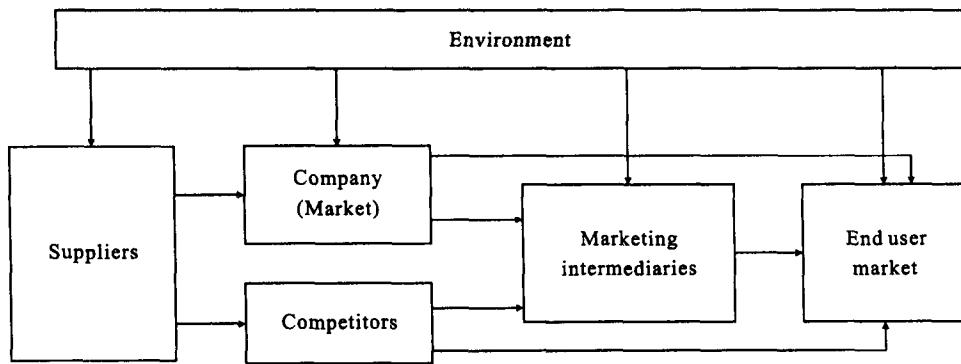 Environment
Company
(Market)
Suppliers
Marketing
intermediaries
End user
market
Competitors